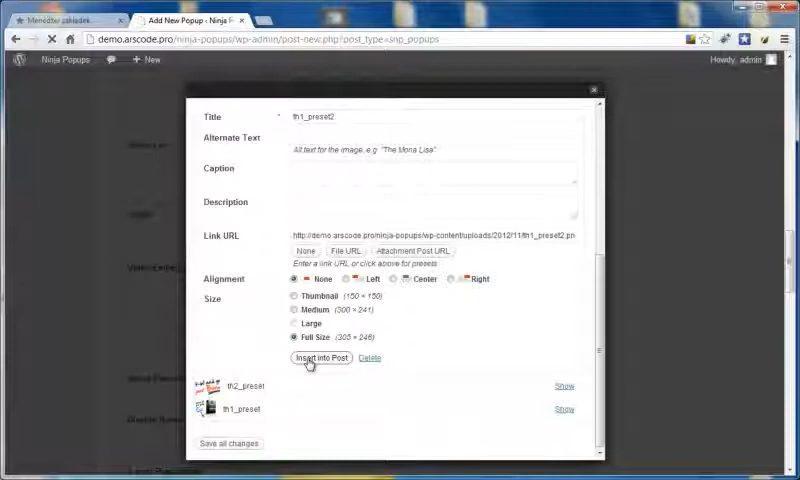 Menedżer zakładek
Add New Popup ‹ Ninja P
demo.arscode.pro/ninja-popups/wp-admin/post-new.php?post_type=snp_popups
Ninja Popups
New
Howdy, admin
Title * th1_preset2
Alternate Text
Alt text for the image, e.g. "The Mona Lisa"
Caption
Description
Link URL http://demo.arscode.pro/ninja-popups/wp-content/uploads/2012/11/th1_preset2.pn
None File URL Attachment Post URL
Enter a link URL or click above for presets
Alignment None Left Center Right
Size Thumbnail (150 × 150)
Medium (300 × 241)
Large
Full Size (305 × 246)
Insert into Post Delete
th2_preset Show
th1_preset Show
Save all changes